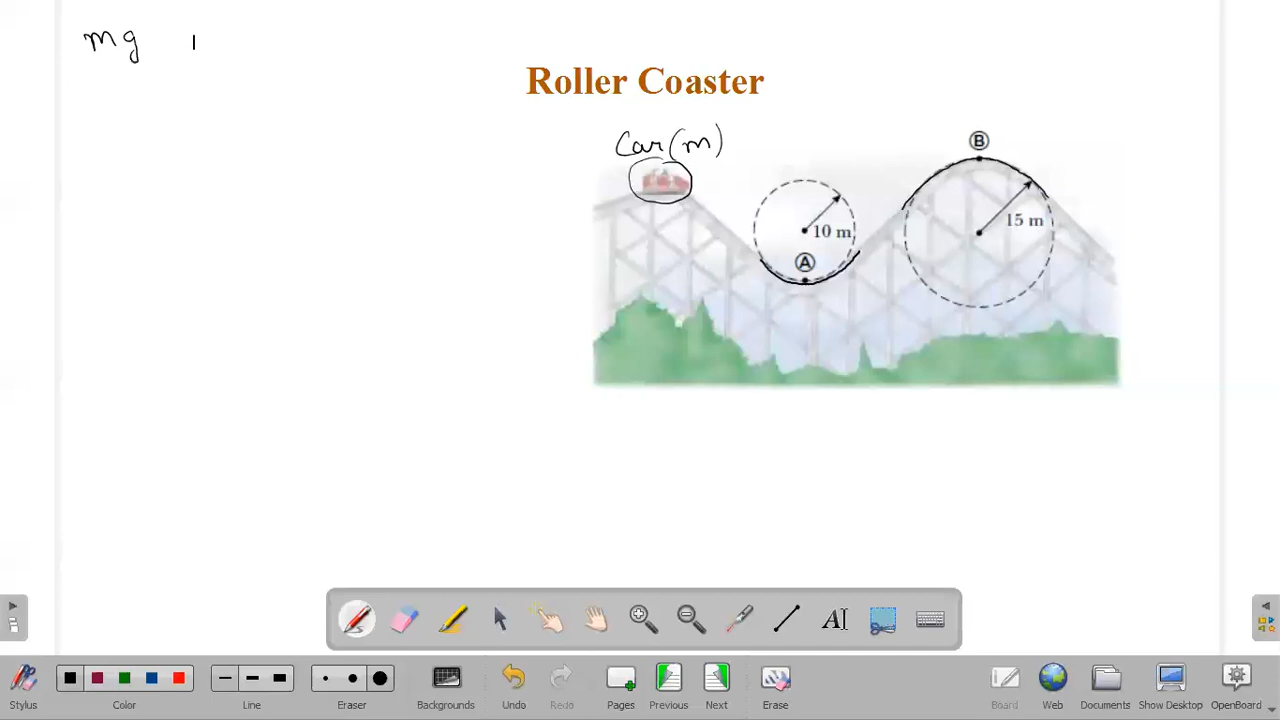 mg
Roller Coaster
Car (m)
B
15 m
10 m
A
AI
Stylus
Color
Line
Eraser
Backgrounds
Undo
Redo
Pages
Previous
Next
Erase
Board
Web
Documents
Show Desktop
OpenBoard